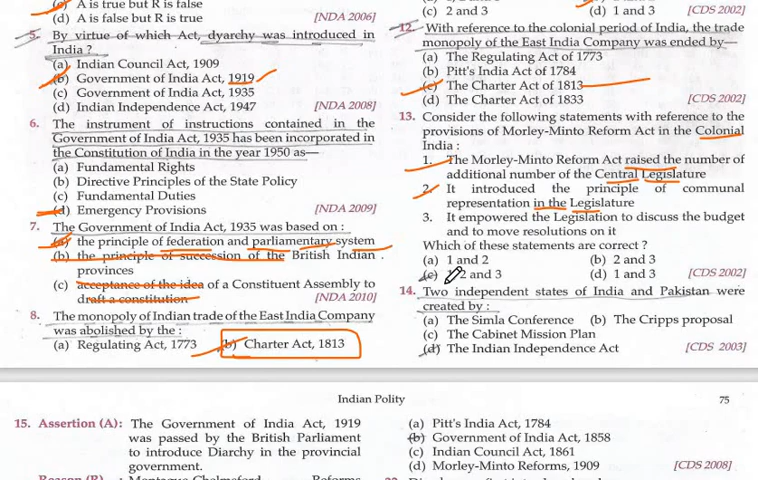 (c) A is true but R is false
(d) A is false but R is true [NDA 2006]
5. By virtue of which Act, dyarchy was introduced in
India ?
(a) Indian Council Act, 1909
(b) Government of India Act, 1919
(c) Government of India Act, 1935
(d) Indian Independence Act, 1947 [NDA 2008]
6. The instrument of instructions contained in the
Government of India Act, 1935 has been incorporated in
the Constitution of India in the year 1950 as—
(a) Fundamental Rights
(b) Directive Principles of the State Policy
(c) Fundamental Duties
(d) Emergency Provisions [NDA 2009]
7. The Government of India Act, 1935 was based on :
(a) the principle of federation and parliamentary system
(b) the principle of succession of the British Indian
provinces
(c) acceptance of the idea of a Constituent Assembly to
draft a constitution [NDA 2010]
8. The monopoly of Indian trade of the East India Company
was abolished by the :
(a) Regulating Act, 1773 (b) Charter Act, 1813
(c) 2 and 3 (d) 1 and 3 [CDS 2002]
12. With reference to the colonial period of India, the trade
monopoly of the East India Company was ended by—
(a) The Regulating Act of 1773
(b) Pitt's India Act of 1784
(c) The Charter Act of 1813
(d) The Charter Act of 1833 [CDS 2002]
13. Consider the following statements with reference to the
provisions of Morley-Minto Reform Act in the Colonial
India :
1. The Morley-Minto Reform Act raised the number of
additional number of the Central Legislature
2. It introduced the principle of communal
representation in the Legislature
3. It empowered the Legislation to discuss the budget
and to move resolutions on it
Which of these statements are correct ?
(a) 1 and 2 (b) 2 and 3
(c) 2 and 3 (d) 1 and 3 [CDS 2002]
14. Two independent states of India and Pakistan were
created by :
(a) The Simla Conference (b) The Cripps proposal
(c) The Cabinet Mission Plan
(d) The Indian Independence Act [CDS 2003]
Indian Polity 75
15. Assertion (A): The Government of India Act, 1919
was passed by the British Parliament
to introduce Diarchy in the provincial
government.
Reason (R) : Montague Chelmsford Reforms
(a) Pitt's India Act, 1784
(b) Government of India Act, 1858
(c) Indian Council Act, 1861
(d) Morley-Minto Reforms, 1909 [CDS 2008]